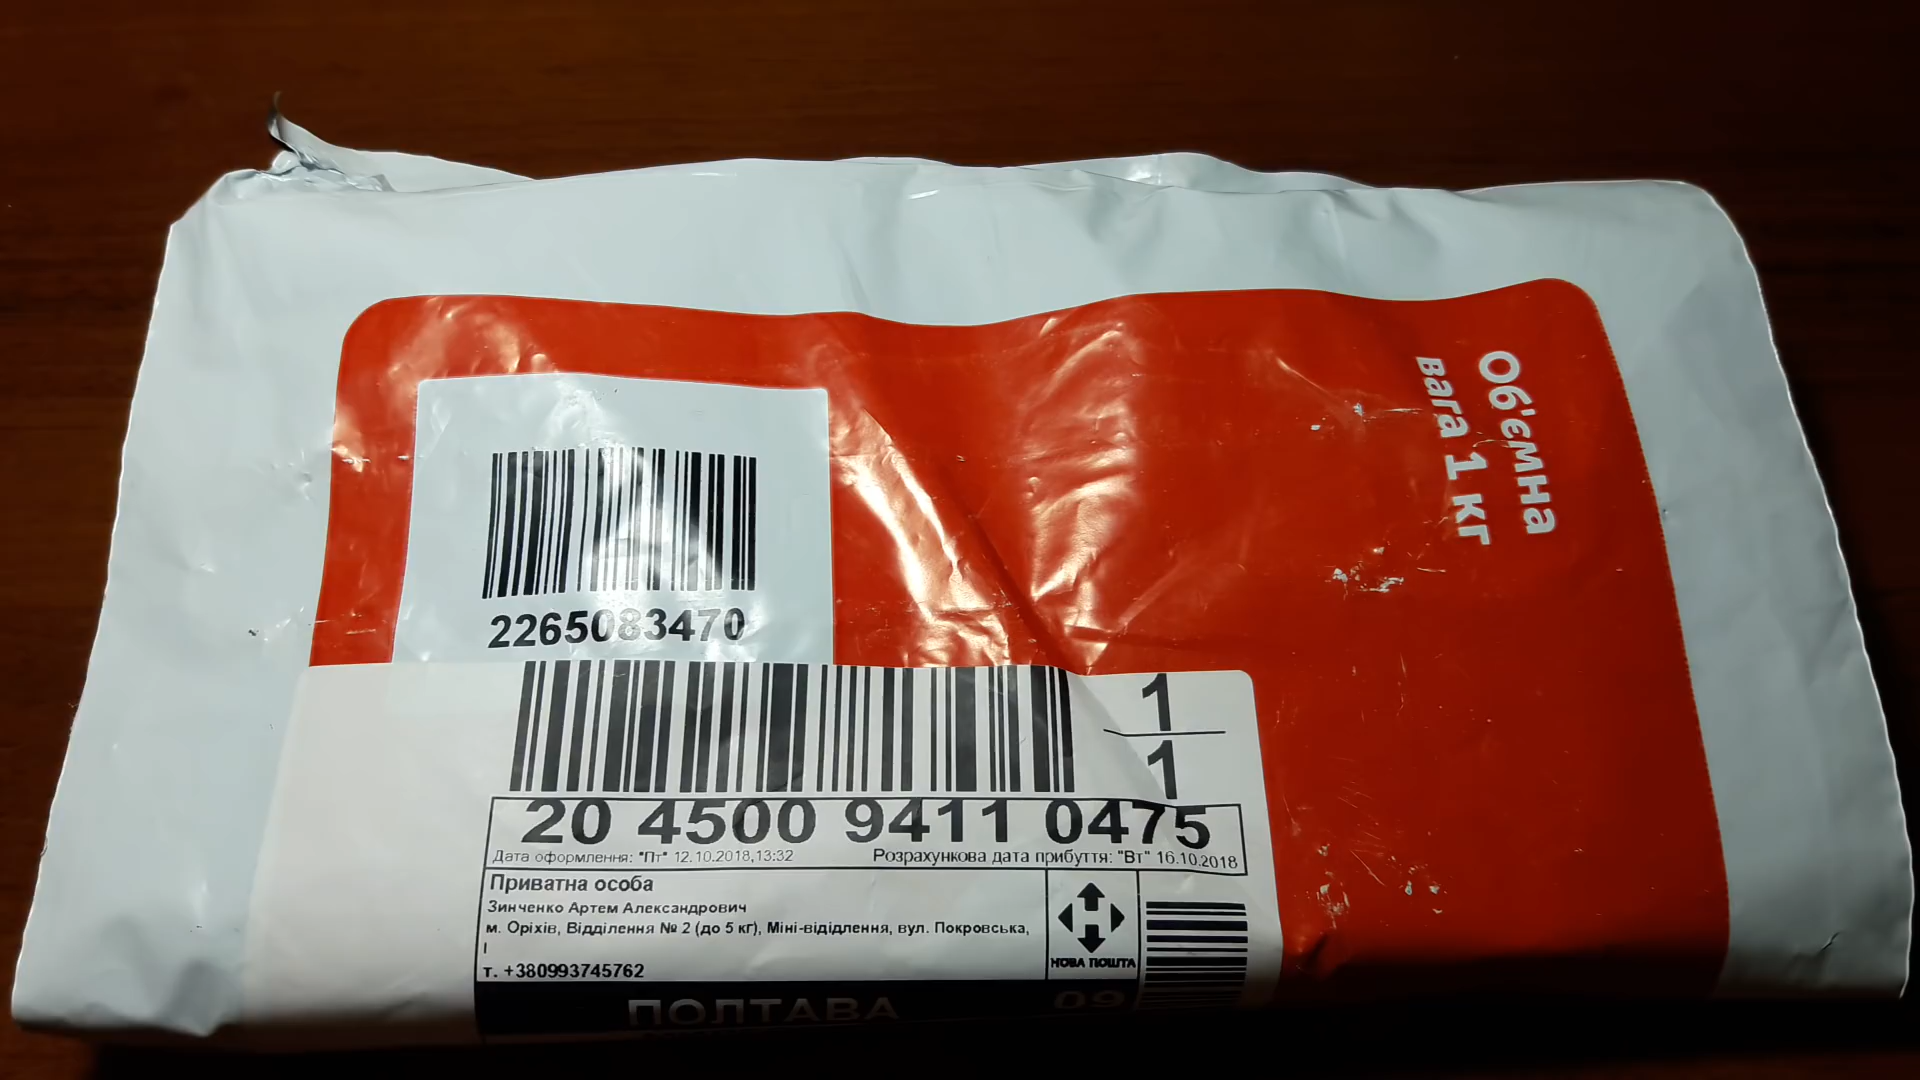 Об'ємна
вага 1 кг
2265083470
1
1
20 4500 9411 0475
Дата оформлення: "Пт" 12.10.2018,13:32 Розрахункова дата прибуття: "Вт" 16.10.2018
Приватна особа
Зинченко Артем Александрович
м. Оріхів, Відділення № 2 (до 5 кг), Міні-відідлення, вул. Покровська,
т. +380993745762
НОВА ПОШТА
ПОЛТАВА 09